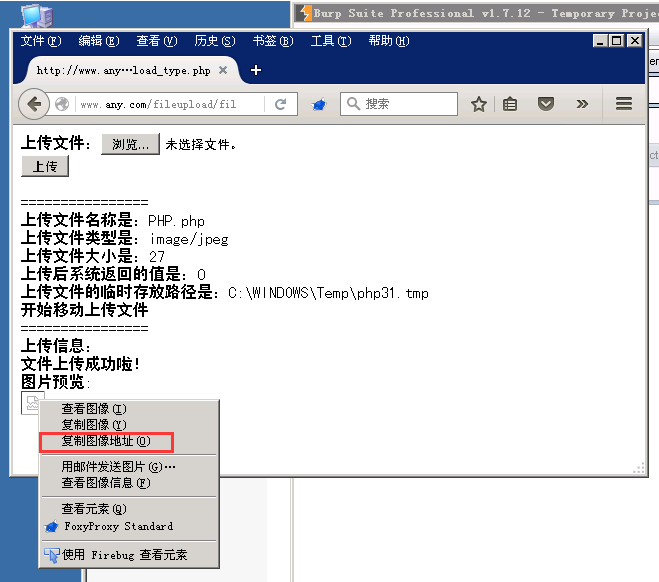 Burp Suite Professional v1.7.12 - Temporary Proje
文件(F) 编辑(E) 查看(V) 历史(S) 书签(B) 工具(T) 帮助(H)
http://www.any…load_type.php
www.any.com/fileupload/fil
搜索
上传文件: 浏览… 未选择文件。
上传
================
上传文件名称是: PHP.php
上传文件类型是: image/jpeg
上传文件大小是: 27
上传后系统返回的值是: 0
上传文件的临时存放路径是: C:\WINDOWS\Temp\php31.tmp
开始移动上传文件
================
上传信息:
文件上传成功啦!
图片预览:
查看图像(I)
复制图像(Y)
复制图像地址(O)
用邮件发送图片(G)…
查看图像信息(F)
查看元素(Q)
FoxyProxy Standard
使用 Firebug 查看元素